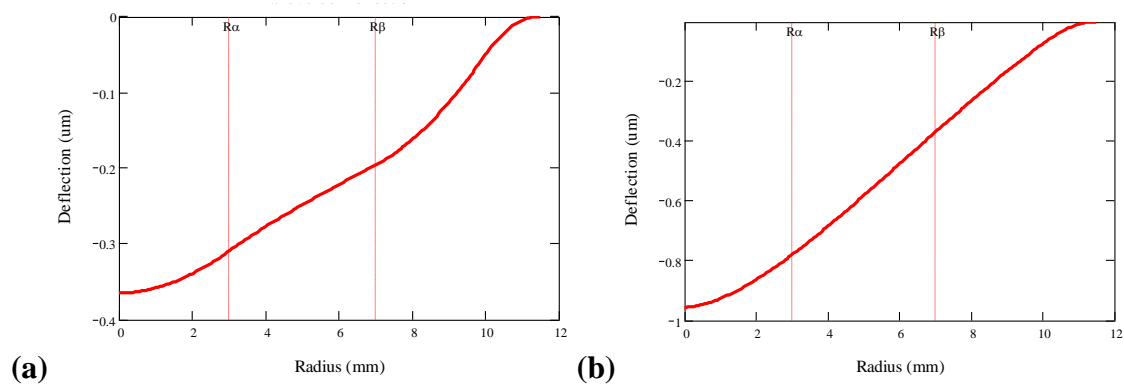 Rα Rβ
0
−0.1
−0.2
−0.3
−0.4
0 2 4 6 8 10 12
Deflection (um)
Radius (mm)
(a)
Rα Rβ
−0.2
−0.4
−0.6
−0.8
−1
0 2 4 6 8 10 12
Deflection (um)
Radius (mm)
(b)